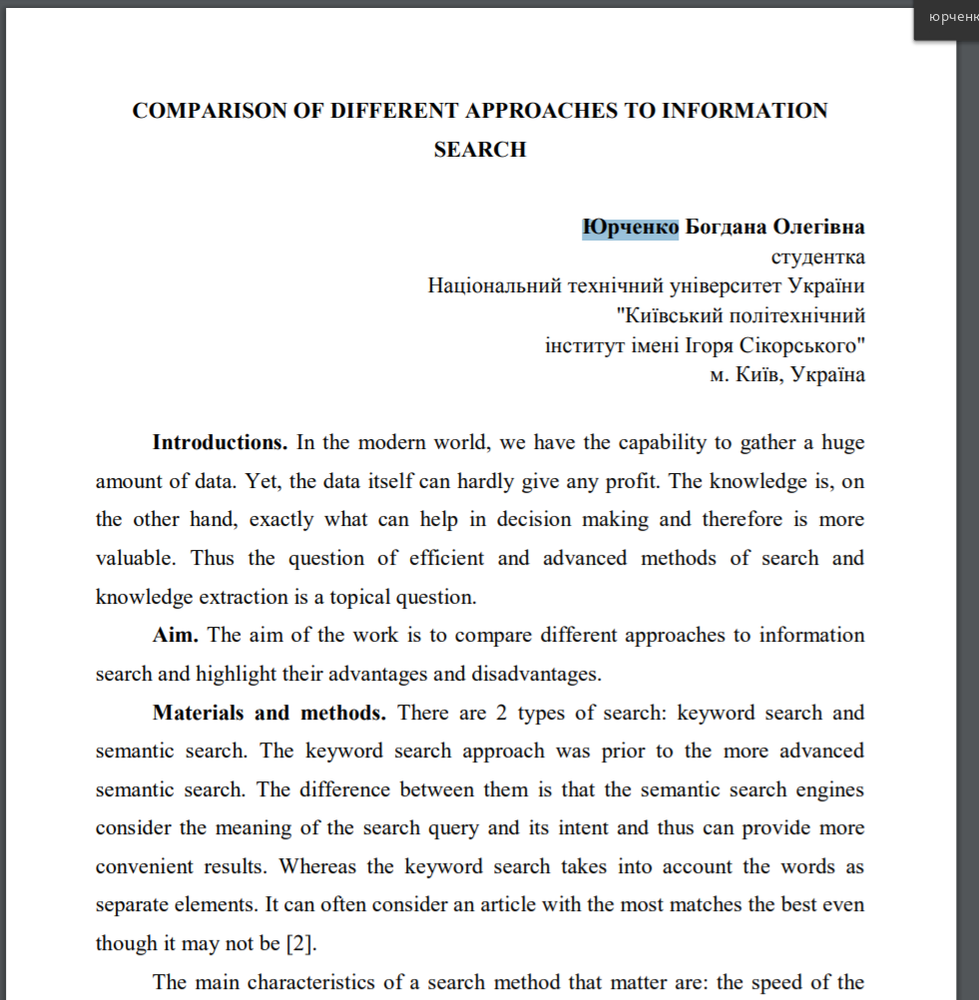 юрченк
COMPARISON OF DIFFERENT APPROACHES TO INFORMATION
SEARCH
Юрченко Богдана Олегівна
студентка
Національний технічний університет України
"Київський політехнічний
інститут імені Ігоря Сікорського"
м. Київ, Україна
Introductions. In the modern world, we have the capability to gather a huge
amount of data. Yet, the data itself can hardly give any profit. The knowledge is, on
the other hand, exactly what can help in decision making and therefore is more
valuable. Thus the question of efficient and advanced methods of search and
knowledge extraction is a topical question.
Aim. The aim of the work is to compare different approaches to information
search and highlight their advantages and disadvantages.
Materials and methods. There are 2 types of search: keyword search and
semantic search. The keyword search approach was prior to the more advanced
semantic search. The difference between them is that the semantic search engines
consider the meaning of the search query and its intent and thus can provide more
convenient results. Whereas the keyword search takes into account the words as
separate elements. It can often consider an article with the most matches the best even
though it may not be [2].
The main characteristics of a search method that matter are: the speed of the